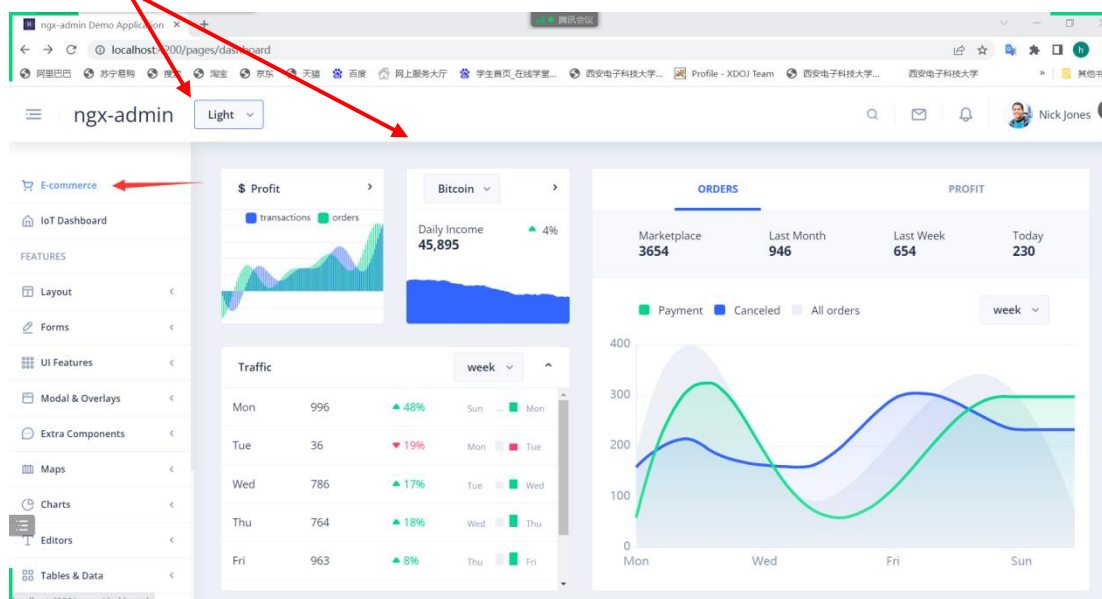 ngx-admin Demo Application
腾讯会议
localhost:4200/pages/dashboard
阿里巴巴 苏宁易购 搜索 淘宝 京东 天猫 百度 网上服务大厅 学生首页_在线学堂... 西安电子科技大学... Profile - XDOJ Team 西安电子科技大学... 西安电子科技大学 »
ngx-admin Light Nick Jones
E-commerce
IoT Dashboard
FEATURES
Layout
Forms
UI Features
Modal & Overlays
Extra Components
Maps
Charts
Editors
Tables & Data
$ Profit
transactions orders
Bitcoin
Daily Income 4%
45,895
Traffic week
Mon 996 48% Sun Mon
Tue 36 19% Mon Tue
Wed 786 17% Tue Wed
Thu 764 18% Wed Thu
Fri 963 8% Thu Fri
ORDERS PROFIT
Marketplace Last Month Last Week Today
3654 946 654 230
Payment Canceled All orders week
400
300
200
100
0
Mon Wed Fri Sun